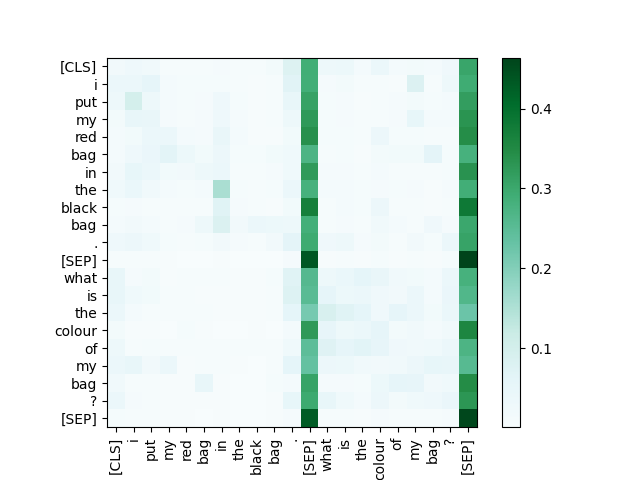 [CLS]
i
put
my
red
bag
in
the
black
bag
.
[SEP]
what
is
the
colour
of
my
bag
?
[SEP]
[CLS] i put my red bag in the black bag . [SEP] what is the colour of my bag ? [SEP]
0.4
0.3
0.2
0.1